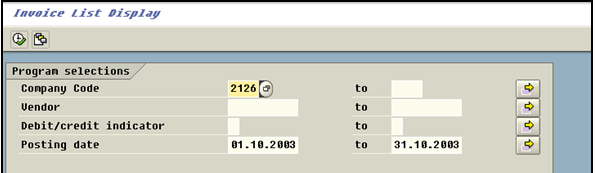 Invoice List Display
Program selections
Company Code 2126 to
Vendor to
Debit/credit indicator to
Posting date 01.10.2003 to 31.10.2003